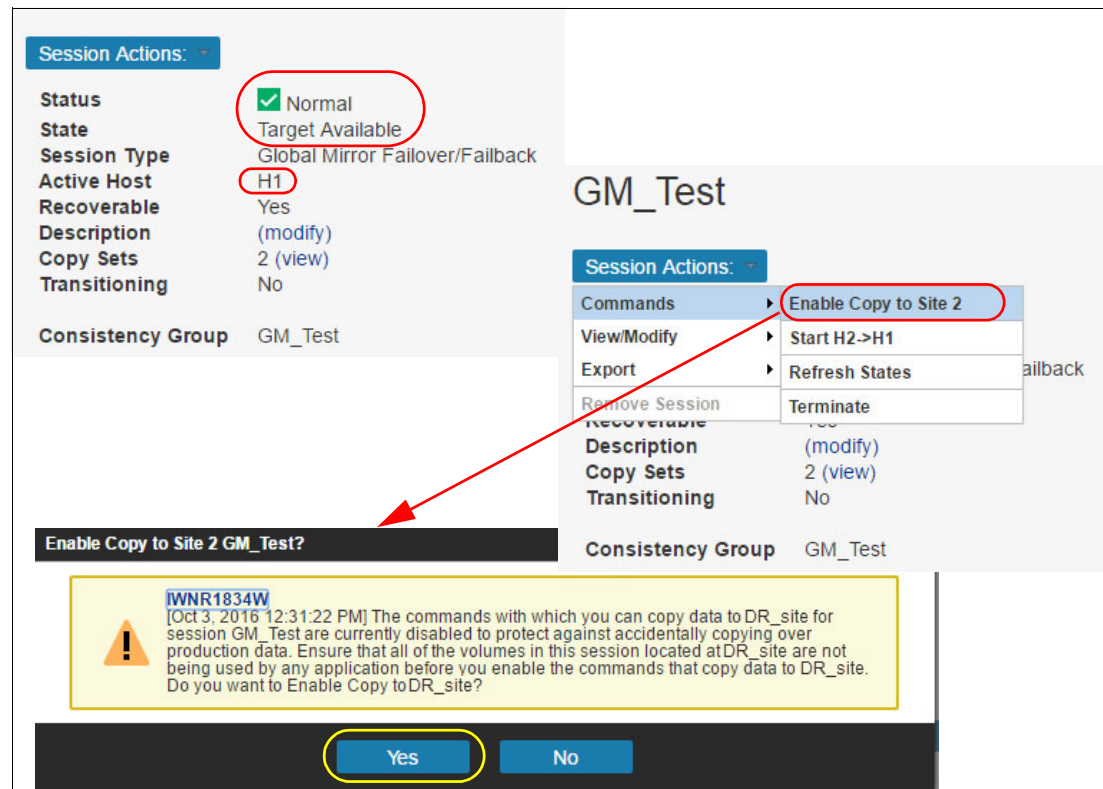 Session Actions:
Status Normal
State Target Available
Session Type Global Mirror Failover/Failback
Active Host H1
Recoverable Yes
Description (modify)
Copy Sets 2 (view)
Transitioning No
Consistency Group GM_Test
GM_Test
Session Actions:
Commands Enable Copy to Site 2
View/Modify Start H2->H1
Export Refresh States ailback
Remove Session Terminate
Recoverable Yes
Description (modify)
Copy Sets 2 (view)
Transitioning No
Consistency Group GM_Test
Enable Copy to Site 2 GM_Test?
IWNR1834W
[Oct 3, 2016 12:31:22 PM] The commands with which you can copy data to DR_site for
session GM_Test are currently disabled to protect against accidentally copying over
production data. Ensure that all of the volumes in this session located at DR_site are not
being used by any application before you enable the commands that copy data to DR_site.
Do you want to Enable Copy to DR_site?
Yes No